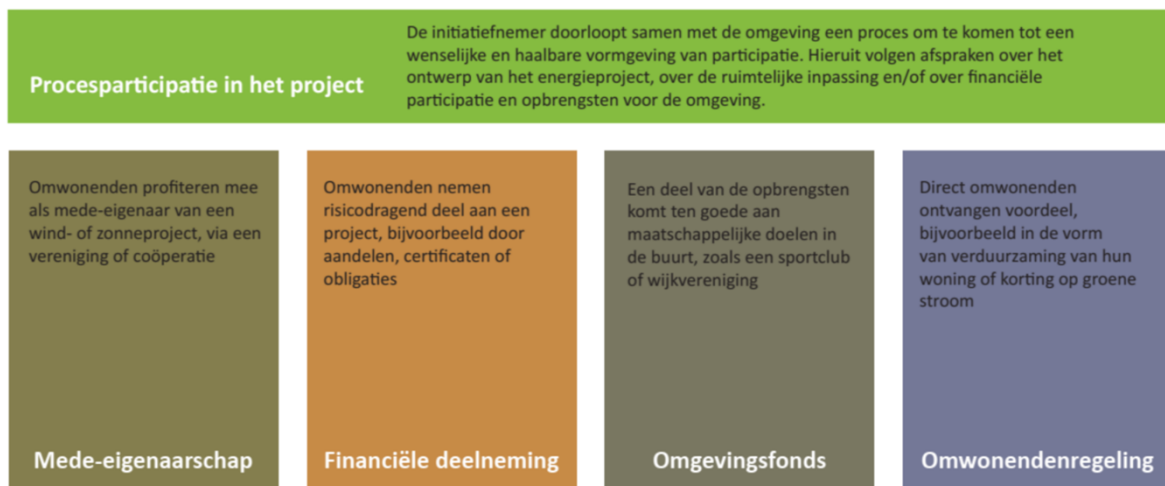 Procesparticipatie in het project
De initiatiefnemer doorloopt samen met de omgeving een proces om te komen tot een
wenselijke en haalbare vormgeving van participatie. Hieruit volgen afspraken over het
ontwerp van het energieproject, over de ruimtelijke inpassing en/of over financiële
participatie en opbrengsten voor de omgeving.
Omwonenden profiteren mee
als mede-eigenaar van een
wind- of zonneproject, via een
vereniging of coöperatie
Mede-eigenaarschap
Omwonenden nemen
risicodragend deel aan een
project, bijvoorbeeld door
aandelen, certificaten of
obligaties
Financiële deelneming
Een deel van de opbrengsten
komt ten goede aan
maatschappelijke doelen in
de buurt, zoals een sportclub
of wijkvereniging
Omgevingsfonds
Direct omwonenden
ontvangen voordeel,
bijvoorbeeld in de vorm
van verduurzaming van hun
woning of korting op groene
stroom
Omwonendenregeling